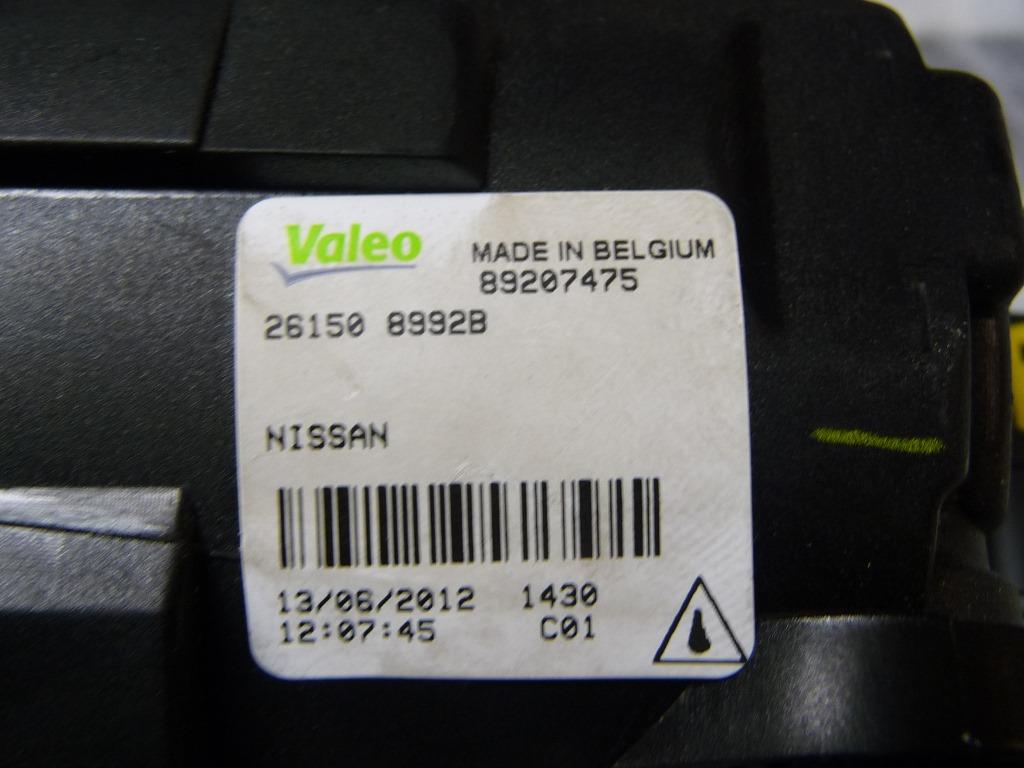 Valeo
MADE IN BELGIUM
89207475
26150 8992B
NISSAN
13/06/2012 1430
12:07:45 C01